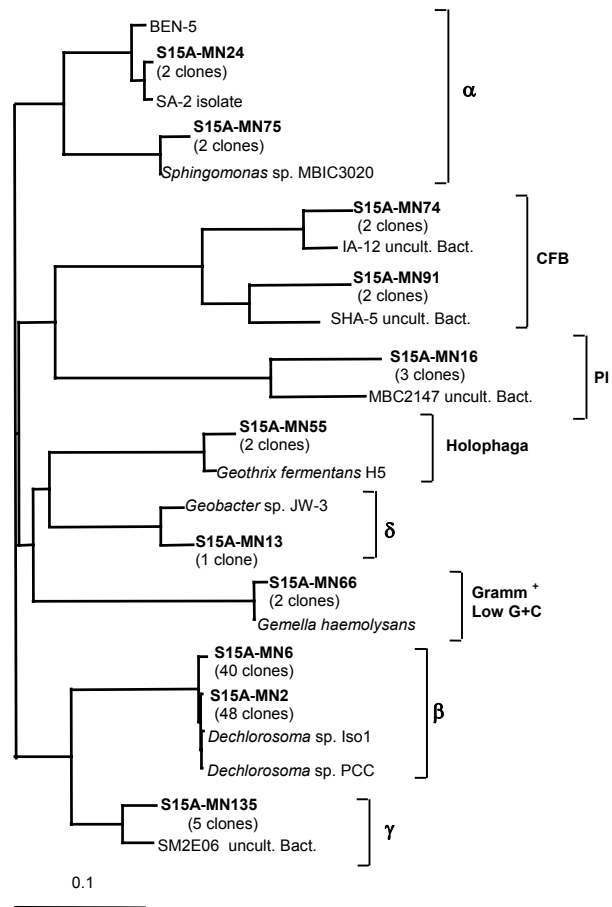 BEN-5
S15A-MN24
(2 clones)
SA-2 isolate
α
S15A-MN75
(2 clones)
Sphingomonas sp. MBIC3020
S15A-MN74
(2 clones)
IA-12 uncult. Bact.
CFB
S15A-MN91
(2 clones)
SHA-5 uncult. Bact.
S15A-MN16
(3 clones)
Pl
MBC2147 uncult. Bact.
S15A-MN55
(2 clones)
Holophaga
Geothrix fermentans H5
Geobacter sp. JW-3
δ
S15A-MN13
(1 clone)
S15A-MN66
(2 clones)
Gramm +
Low G+C
Gemella haemolysans
S15A-MN6
(40 clones)
S15A-MN2
(48 clones)
β
Dechlorosoma sp. Iso1
Dechlorosoma sp. PCC
S15A-MN135
(5 clones)
γ
SM2E06 uncult. Bact.
0.1